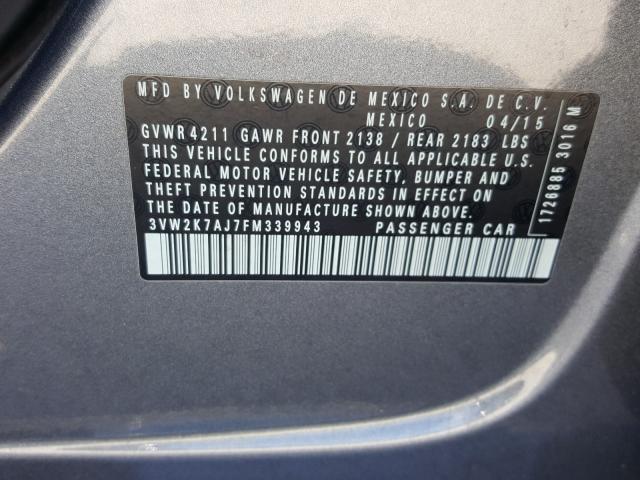 MFD BY VOLKSWAGEN DE MEXICO S.A. DE C.V.
MEXICO 04/15
GVWR 4211 GAWR FRONT 2138 / REAR 2183 LBS
THIS VEHICLE CONFORMS TO ALL APPLICABLE U.S.
FEDERAL MOTOR VEHICLE SAFETY, BUMPER AND
THEFT PREVENTION STANDARDS IN EFFECT ON
THE DATE OF MANUFACTURE SHOWN ABOVE.
3VW2K7AJ7FM339943 PASSENGER CAR
1726885 3016 M